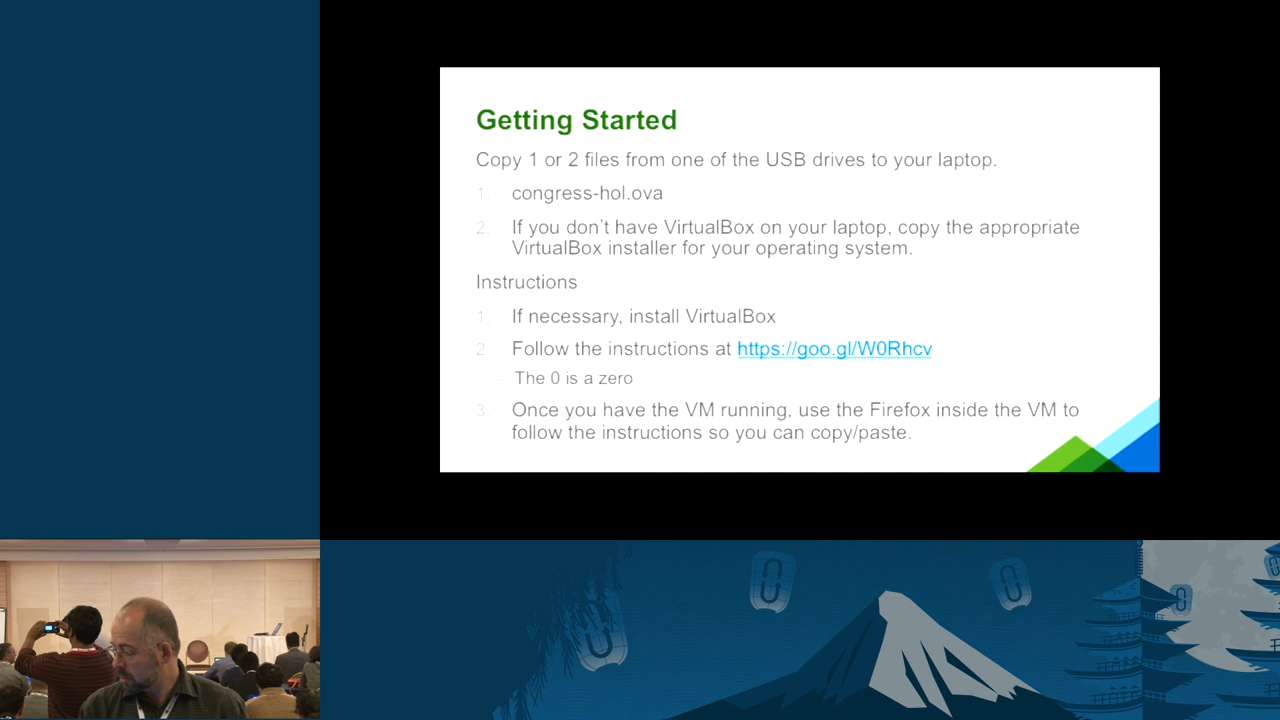 Getting Started
Copy 1 or 2 files from one of the USB drives to your laptop.
1. congress-hol.ova
2. If you don’t have VirtualBox on your laptop, copy the appropriate
VirtualBox installer for your operating system.
Instructions
1. If necessary, install VirtualBox
2. Follow the instructions at https://goo.gl/W0Rhcv
– The 0 is a zero
3. Once you have the VM running, use the Firefox inside the VM to
follow the instructions so you can copy/paste.